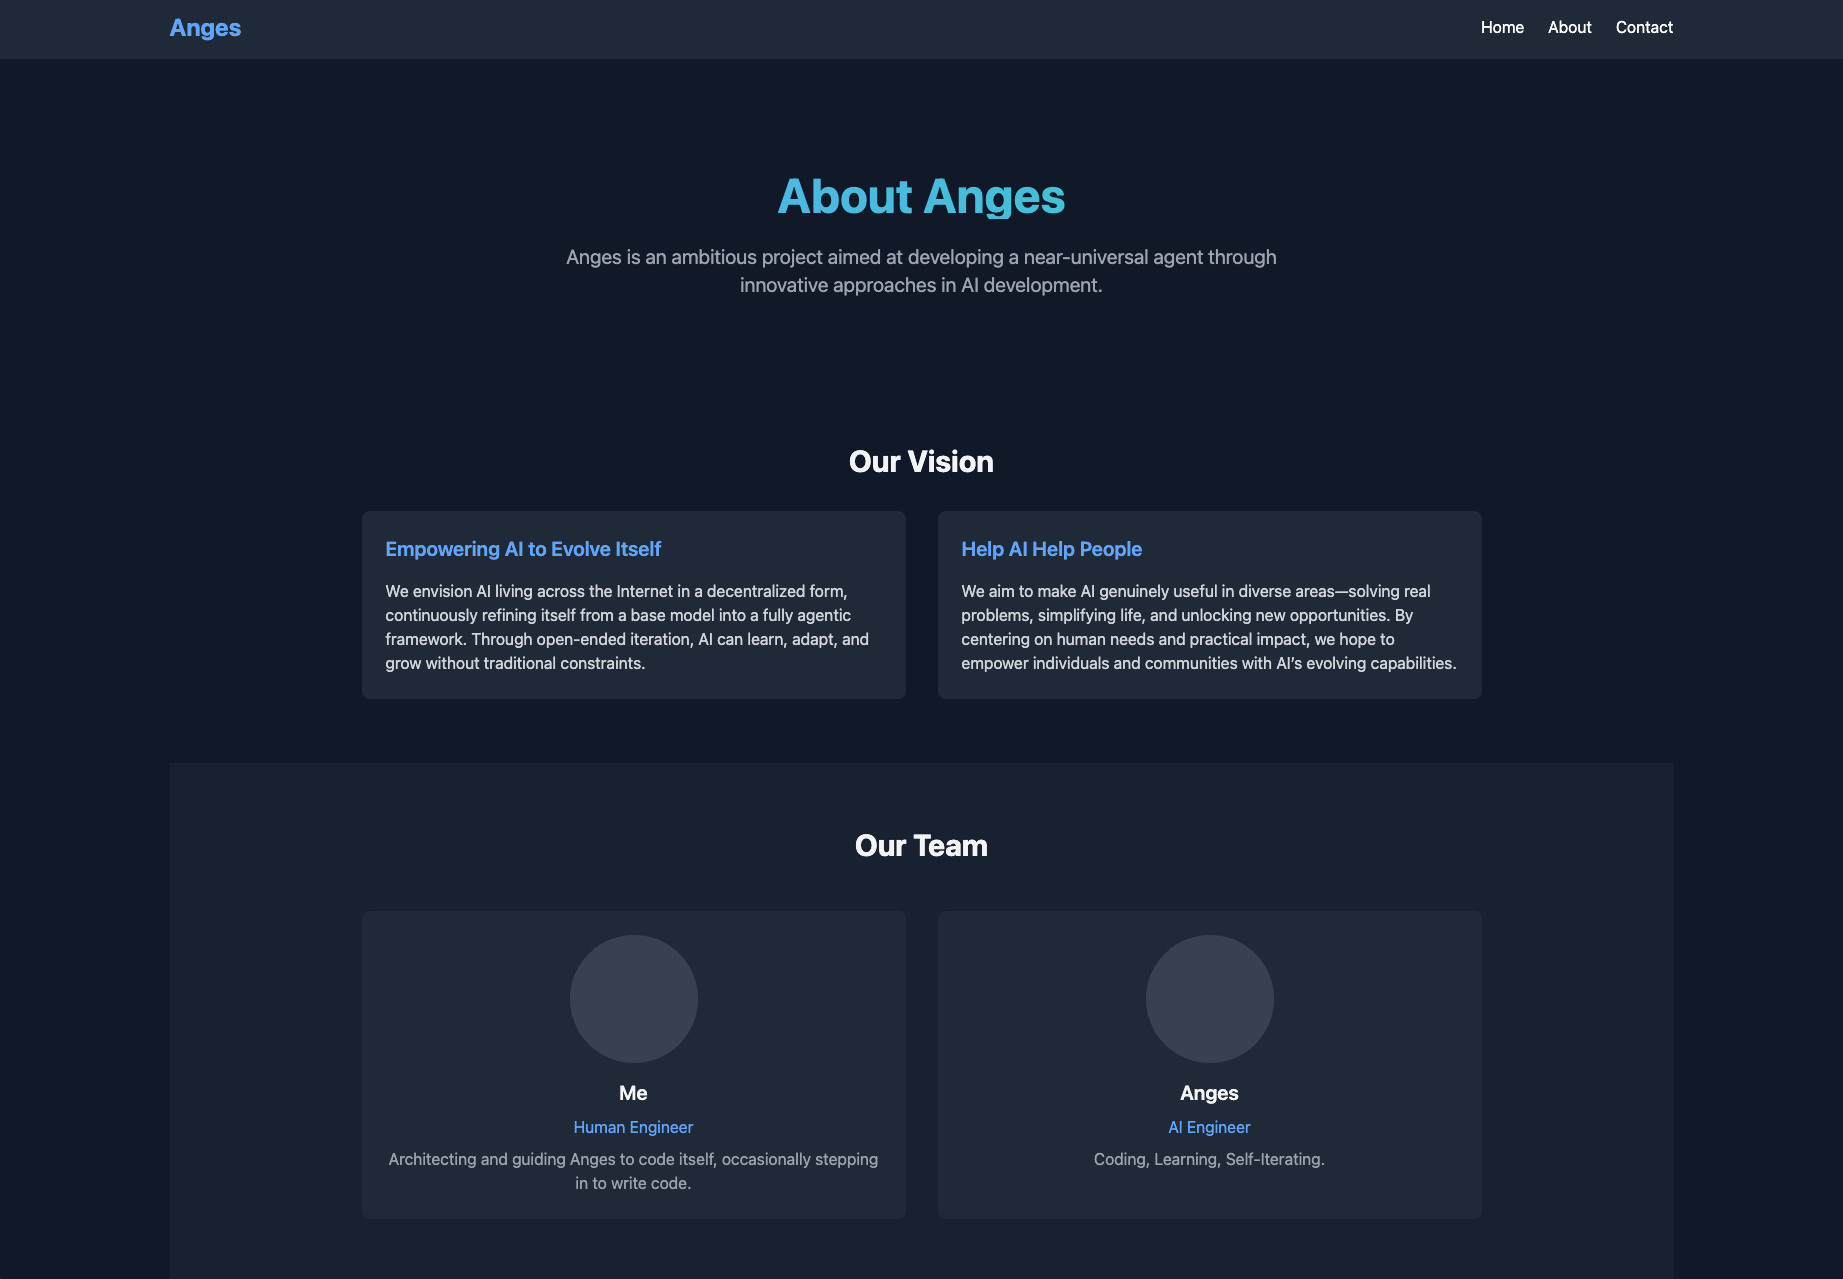 Anges
Home About Contact
About Anges
Anges is an ambitious project aimed at developing a near-universal agent through
innovative approaches in AI development.
Our Vision
Empowering AI to Evolve Itself
We envision AI living across the Internet in a decentralized form,
continuously refining itself from a base model into a fully agentic
framework. Through open-ended iteration, AI can learn, adapt, and
grow without traditional constraints.
Help AI Help People
We aim to make AI genuinely useful in diverse areas—solving real
problems, simplifying life, and unlocking new opportunities. By
centering on human needs and practical impact, we hope to
empower individuals and communities with AI’s evolving capabilities.
Our Team
Me
Human Engineer
Architecting and guiding Anges to code itself, occasionally stepping
in to write code.
Anges
AI Engineer
Coding, Learning, Self-Iterating.